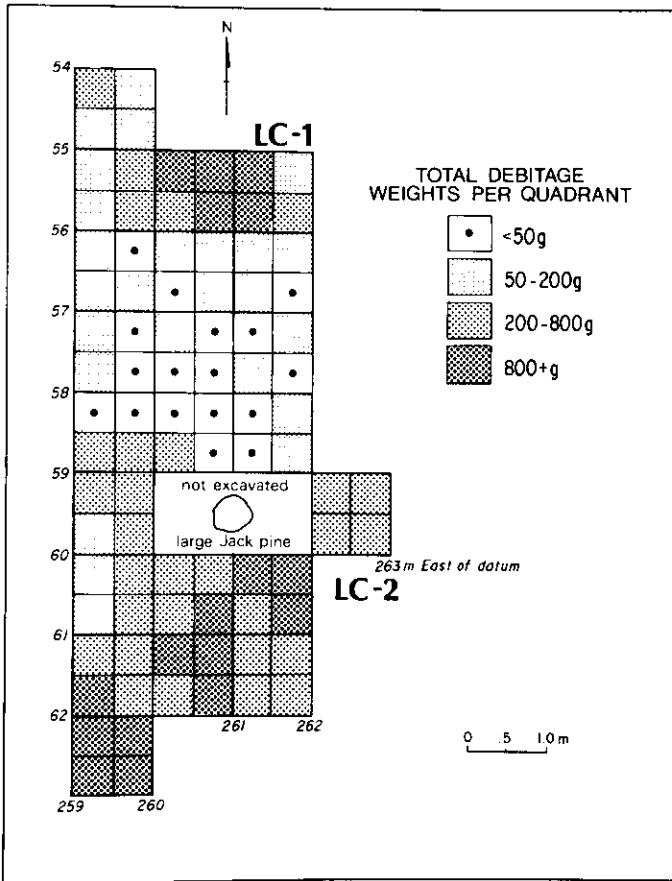 N
54
LC-1
55
TOTAL DEBITAGE
WEIGHTS PER QUADRANT
<50g
56
50-200g
57
200-800g
800+g
58
59
not excavated
large Jack pine
60
263m East of datum
LC-2
61
62
261 262
0 .5 1.0 m
259 260